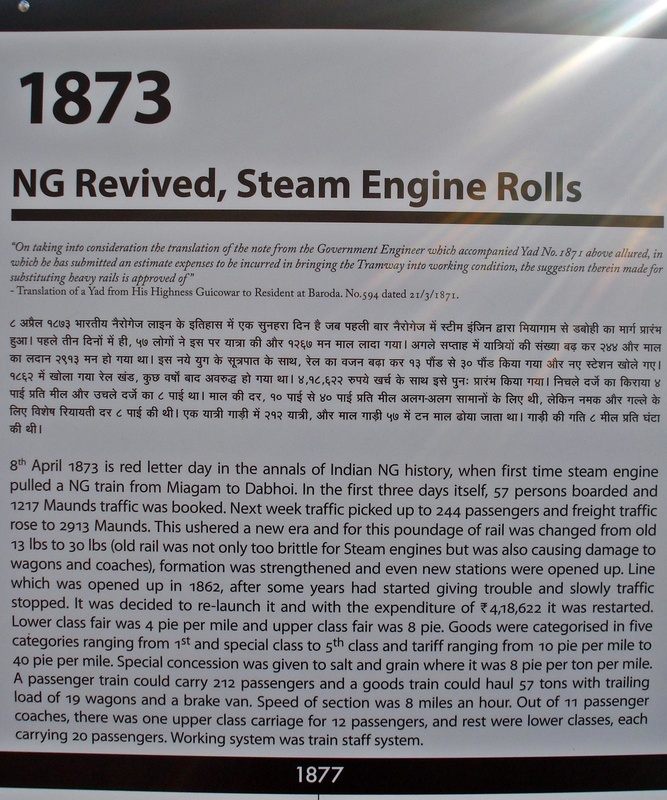 1873
NG Revived, Steam Engine Rolls
"On taking into consideration the translation of the note from the Government Engineer which accompanied Yad No. 1871 above allured, in
which he has submitted an estimate expenses to be incurred in bringing the Tramway into working condition, the suggestion therein made for
substituting heavy rails is approved of"
- Translation of a Yad from His Highness Guicowar to Resident at Baroda. No.594 dated 21/3/1871.
८ अप्रैल १८७३ भारतीय नैरोगेज लाइन के इतिहास में एक सुनहरा दिन है जब पहली बार नैरोगेज में स्टीम इंजिन द्वारा मियागाम से डबोही का मार्ग प्रारंभ
हुआ। पहले तीन दिनों में ही, ५७ लोगों ने इस पर यात्रा की और १२६७ मन माल लादा गया। अगले सप्ताह में यात्रियों की संख्या बढ़ कर २४४ और माल
का लदान २९१३ मन हो गया था। इस नये युग के सूत्रपात के साथ, रेल का वजन बढ़ा कर १३ पौंड से ३० पौंड किया गया और नए स्टेशन खोले गए।
१८६२ में खोला गया रेल खंड, कुछ वर्षो बाद अवरुद्ध हो गया था। ४,१८,६२२ रुपये खर्च के साथ इसे पुनः प्रारंभ किया गया। निचले दर्जे का किराया ४
पाई प्रति मील और उचले दर्जे का ८ पाई था। माल की दर, १० पाई से ४० पाई प्रति मील अलग-अलग सामानों के लिए थी, लेकिन नमक और गल्ले के
लिए विशेष रियायती दर ८ पाई की थी। एक यात्री गाड़ी में २१२ यात्री, और माल गाड़ी ५७ में टन माल ढोया जाता था। गाड़ी की गति ८ मील प्रति घंटा
की थी।
8th April 1873 is red letter day in the annals of Indian NG history, when first time steam engine
pulled a NG train from Miagam to Dabhoi. In the first three days itself, 57 persons boarded and
1217 Maunds traffic was booked. Next week traffic picked up to 244 passengers and freight traffic
rose to 2913 Maunds. This ushered a new era and for this poundage of rail was changed from old
13 lbs to 30 lbs (old rail was not only too brittle for Steam engines but was also causing damage to
wagons and coaches), formation was strengthened and even new stations were opened up. Line
which was opened up in 1862, after some years had started giving trouble and slowly traffic
stopped. It was decided to re-launch it and with the expenditure of ₹4,18,622 it was restarted.
Lower class fair was 4 pie per mile and upper class fair was 8 pie. Goods were categorised in five
categories ranging from 1st and special class to 5th class and tariff ranging from 10 pie per mile to
40 pie per mile. Special concession was given to salt and grain where it was 8 pie per ton per mile.
A passenger train could carry 212 passengers and a goods train could haul 57 tons with trailing
load of 19 wagons and a brake van. Speed of section was 8 miles an hour. Out of 11 passenger
coaches, there was one upper class carriage for 12 passengers, and rest were lower classes, each
carrying 20 passengers. Working system was train staff system.
1877